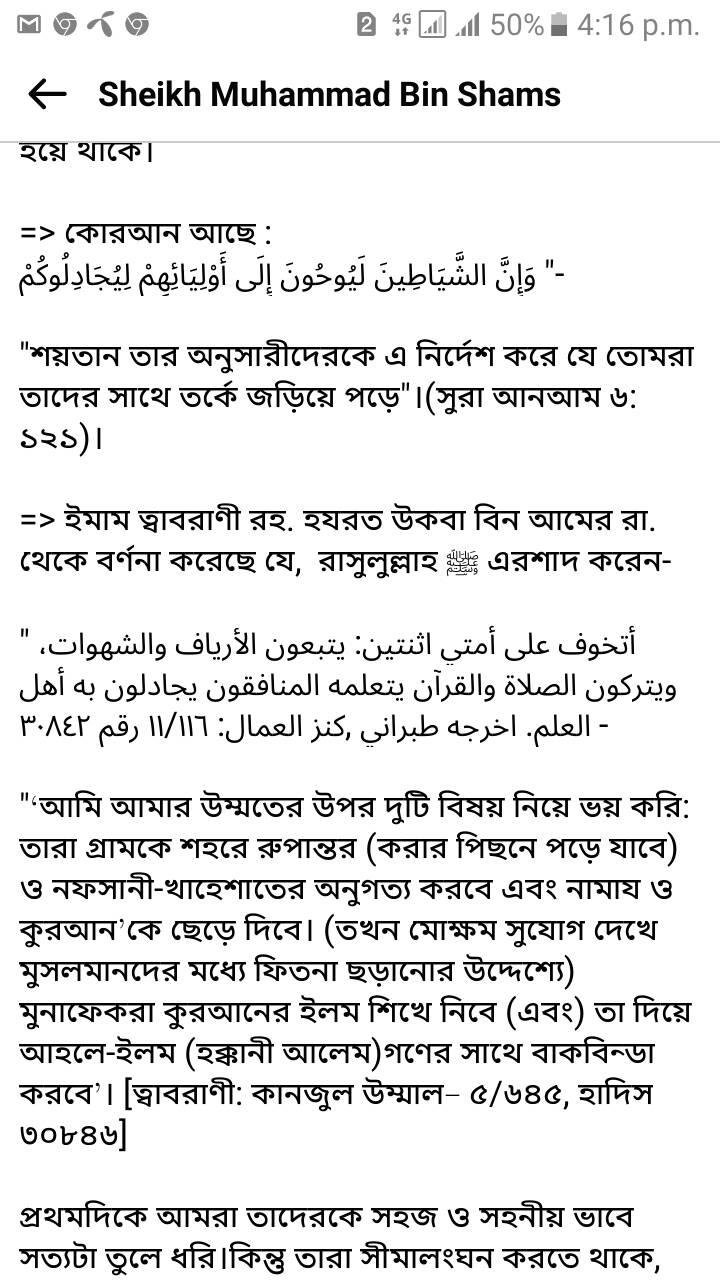 2 4G 50% 4:16 p.m.
Sheikh Muhammad Bin Shams
হয়ে থাকে।
=> কোরআন আছে :
وَإِنَّ الشَّيَاطِينَ لَيُوحُونَ إِلَى أَوْلِيَائِهِمْ لِيُجَادِلُوكُمْ "-
"শয়তান তার অনুসারীদেরকে এ নির্দেশ করে যে তোমরা
তাদের সাথে তর্কে জড়িয়ে পড়ে"।(সুরা আনআম ৬:
১২১)।
=> ইমাম ত্বাবরাণী রহ. হযরত উকবা বিন আমের রা.
থেকে বর্ণনা করেছে যে, রাসুলুল্লাহ ﷺ এরশাদ করেন-
أتخوف على أمتي اثنتين: يتبعون الأرياف والشهوات، "
ويتركون الصلاة والقرآن يتعلمه المنافقون يجادلون به أهل
العلم. اخرجه طبراني ,كنز العمال: ١١/١١٦ رقم ٣٠٨٤٢ -
"‘আমি আমার উম্মতের উপর দুটি বিষয় নিয়ে ভয় করি:
তারা গ্রামকে শহরে রুপান্তর (করার পিছনে পড়ে যাবে)
ও নফসানী-খাহেশাতের অনুগত্য করবে এবং নামায ও
কুরআন’কে ছেড়ে দিবে। (তখন মোক্ষম সুযোগ দেখে
মুসলমানদের মধ্যে ফিতনা ছড়ানোর উদ্দেশ্যে)
মুনাফেকরা কুরআনের ইলম শিখে নিবে (এবং) তা দিয়ে
আহলে-ইলম (হক্কানী আলেম)গণের সাথে বাকবিন্ডা
করবে’। [ত্বাবরাণী: কানজুল উম্মাল– ৫/৬৪৫, হাদিস
৩০৮৪৬]
প্রথমদিকে আমরা তাদেরকে সহজ ও সহনীয় ভাবে
সত্যটা তুলে ধরি।কিন্তু তারা সীমালংঘন করতে থাকে,